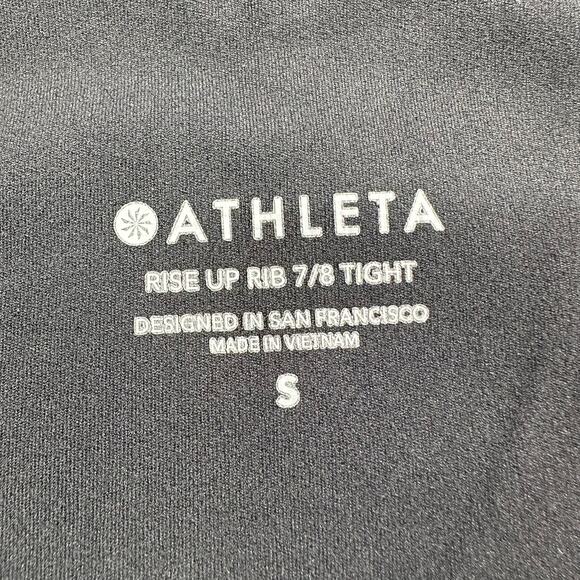 ATHLETA
RISE UP RIB 7/8 TIGHT
DESIGNED IN SAN FRANCISCO
MADE IN VIETNAM
S